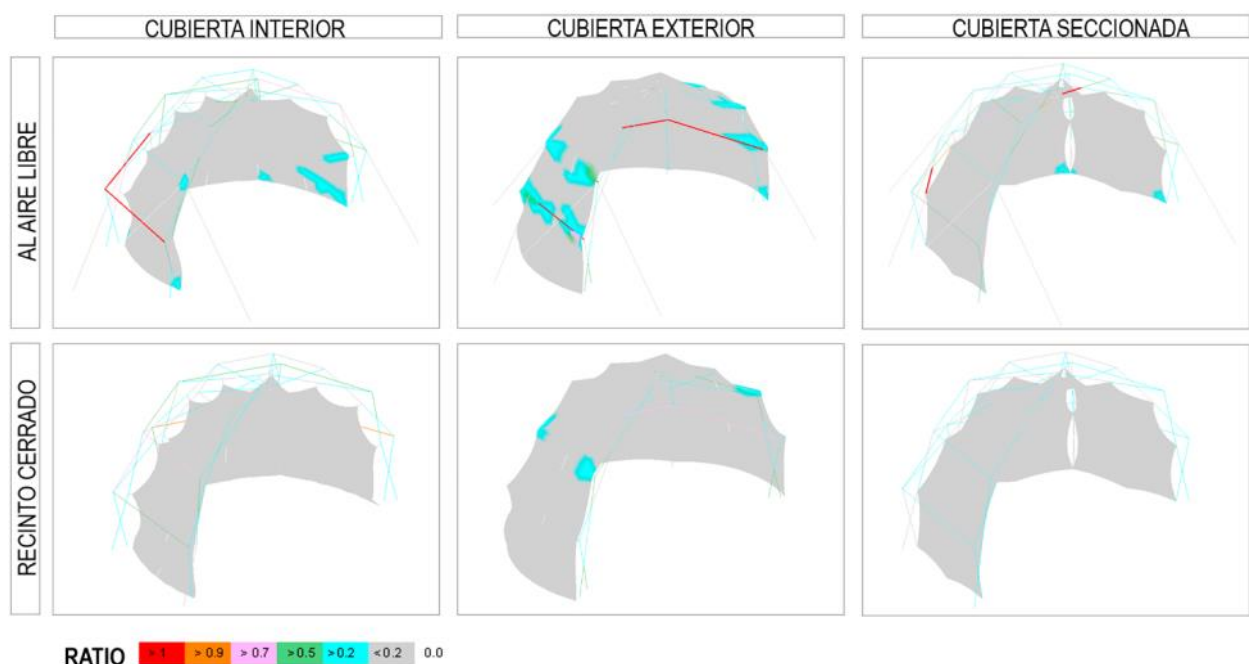 CUBIERTA INTERIOR
CUBIERTA EXTERIOR
CUBIERTA SECCIONADA
AL AIRE LIBRE
RECINTO CERRADO
RATIO > 1 > 0.9 > 0.7 > 0.5 > 0.2 < 0.2 0.0